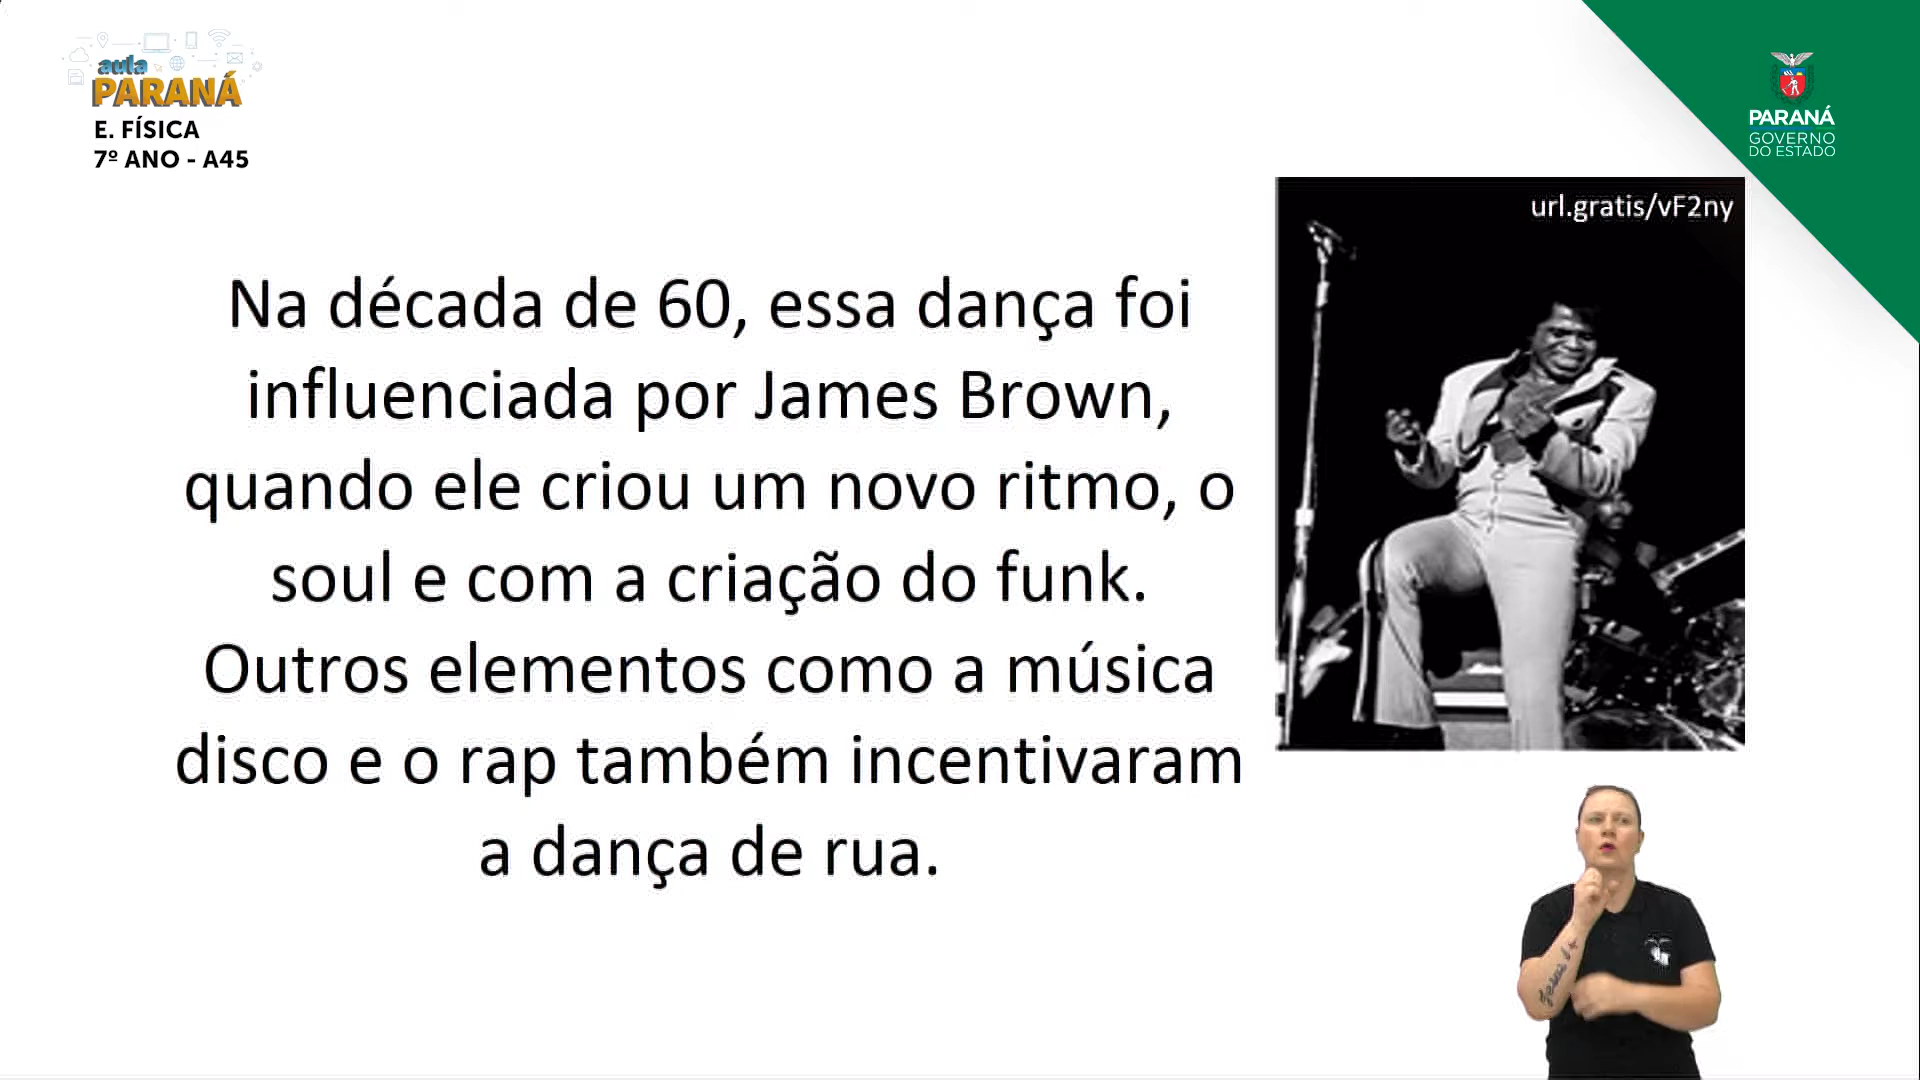 aula
PARANÁ
E. FÍSICA
7º ANO - A45
PARANÁ
GOVERNO
DO ESTADO
url.gratis/vF2ny
Na década de 60, essa dança foi
influenciada por James Brown,
quando ele criou um novo ritmo, o
soul e com a criação do funk.
Outros elementos como a música
disco e o rap também incentivaram
a dança de rua.